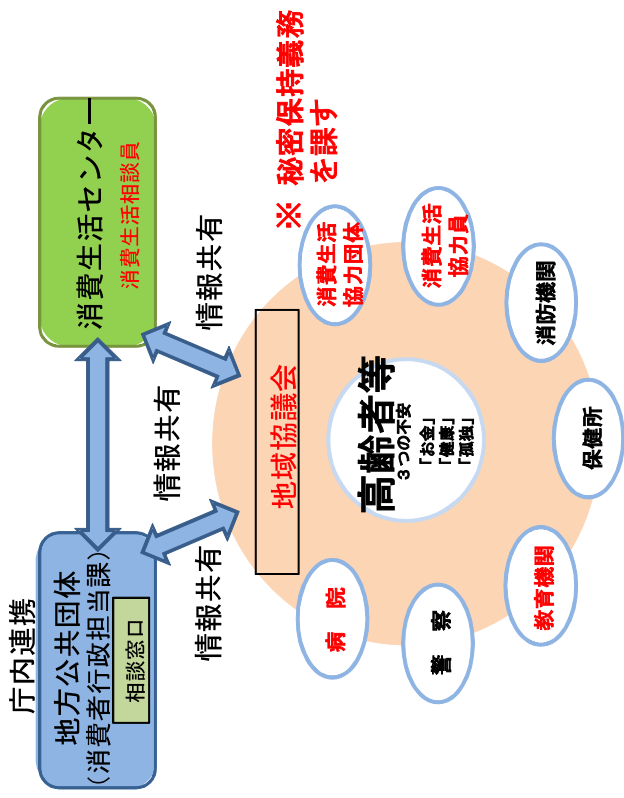 庁内連携
地方公共団体
(消費者行政担当課)
相談窓口
情報共有
消費生活センター
消費生活相談員
情報共有
情報共有
※ 秘密保持義務
を課す
地域協議会
高齢者等
３つの不安
「お金」
「健康」
「孤独」
病　院
警　察
教育機関
保健所
消防機関
消費生活
協力員
消費生活
協力団体